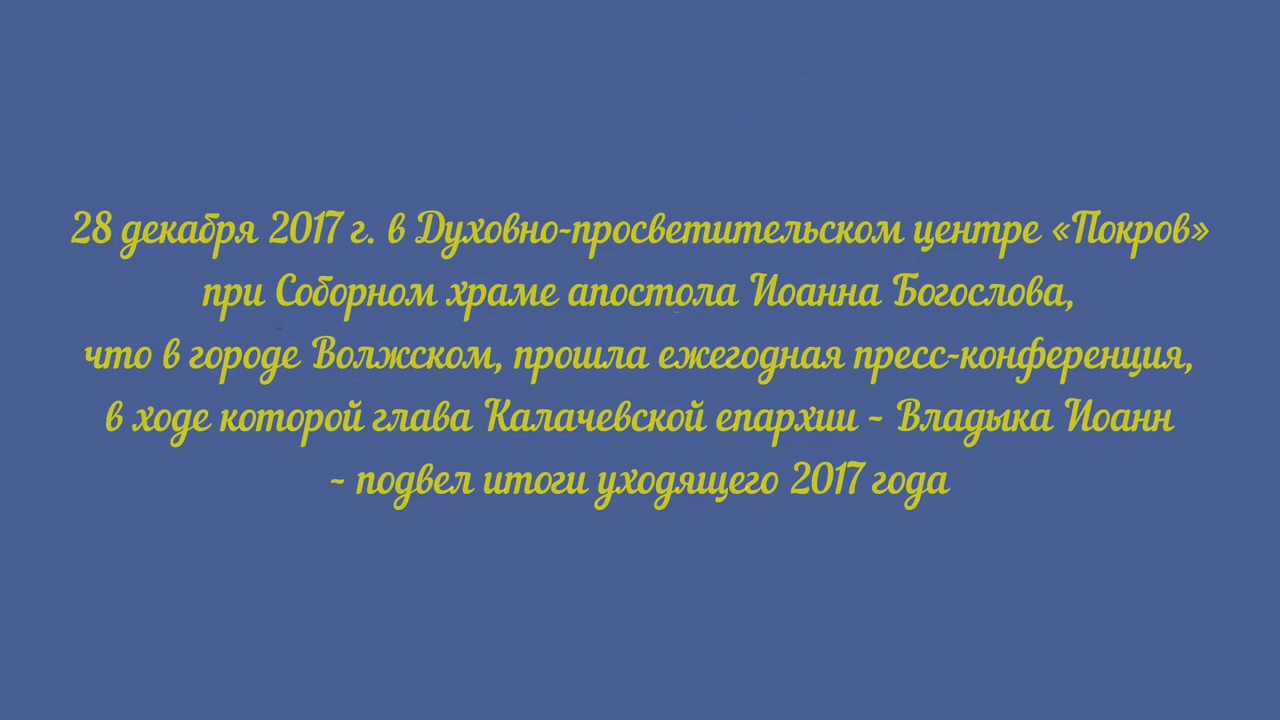 28 декабря 2017 г. в Духовно-просветительском центре «Покров»
при Соборном храме апостола Иоанна Богослова,
что в городе Волжском, прошла ежегодная пресс-конференция,
в ходе которой глава Калачевской епархии - Владыка Иоанн
- подвел итоги уходящего 2017 года